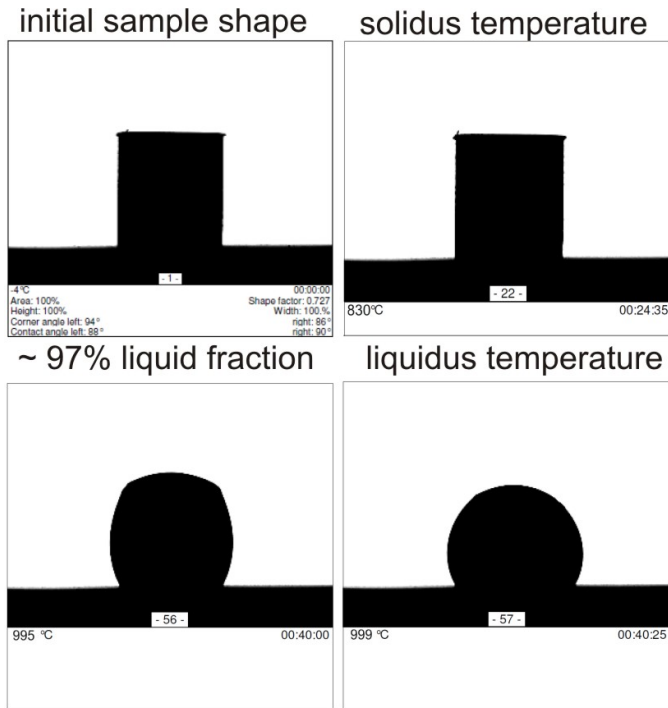 initial sample shape
solidus temperature
- 1 -
-4°C 00:00:00
Area: 100% Shape factor: 0.727
Height: 100% Width: 100.%
Corner angle left: 94° right: 86°
Contact angle left: 88° right: 90°
- 22 -
830°C 00:24:35
~ 97% liquid fraction
liquidus temperature
- 56 -
995 °C 00:40:00
- 57 -
999 °C 00:40:25